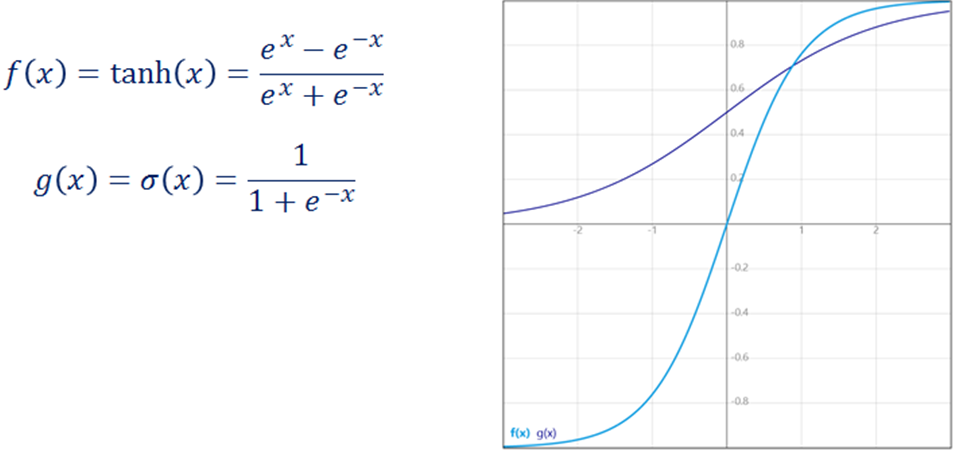 f(x) = tanh(x) = (e^x − e^−x) / (e^x + e^−x)
g(x) = σ(x) = 1 / (1 + e^−x)
0.8
0.6
0.4
0.2
-2 -1 1 2
-0.2
-0.4
-0.6
-0.8
f(x) g(x)